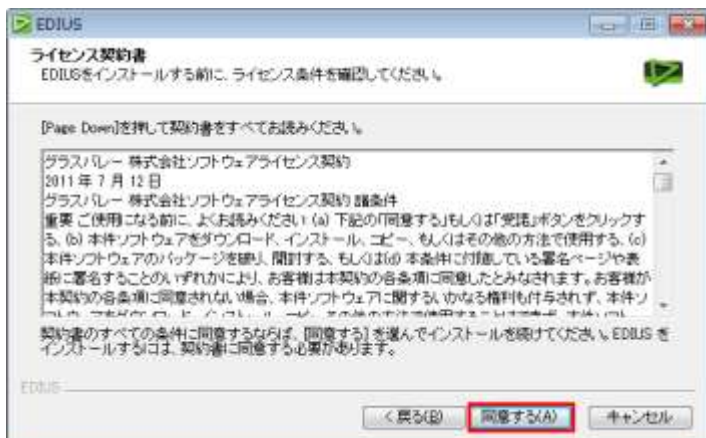 EDIUS
ライセンス契約書
EDIUSをインストールする前に、ライセンス条件を確認してください。
[Page Down]を押して契約書をすべてお読みください。
グラスバレー 株式会社ソフトウェアライセンス契約
2011 年 7 月 12 日
グラスバレー 株式会社ソフトウェアライセンス契約 諸条件
重要 ご使用になる前に、よくお読みください: (a) 下記の「同意する」もしくは「受諾」ボタンをクリックす
る、(b) 本件ソフトウェアをダウンロード、インストール、コピー、もしくはその他の方法で使用する、(c)
本件ソフトウェアのパッケージを破り、開封する、もしくは(d) 本条件に付随している署名ページや表
紙に署名することのいずれかにより、お客様は本契約の各条項に同意したとみなされます。お客様が
本契約の各条項に同意されない場合、本件ソフトウェアに関するいかなる権利も付与されず、本件ソ
契約書のすべての条件に同意するならば、[同意する] を選んでインストールを続けてください。EDIUS を
インストールするには、契約書に同意する必要があります。
EDIUS
< 戻る(B)
同意する(A)
キャンセル